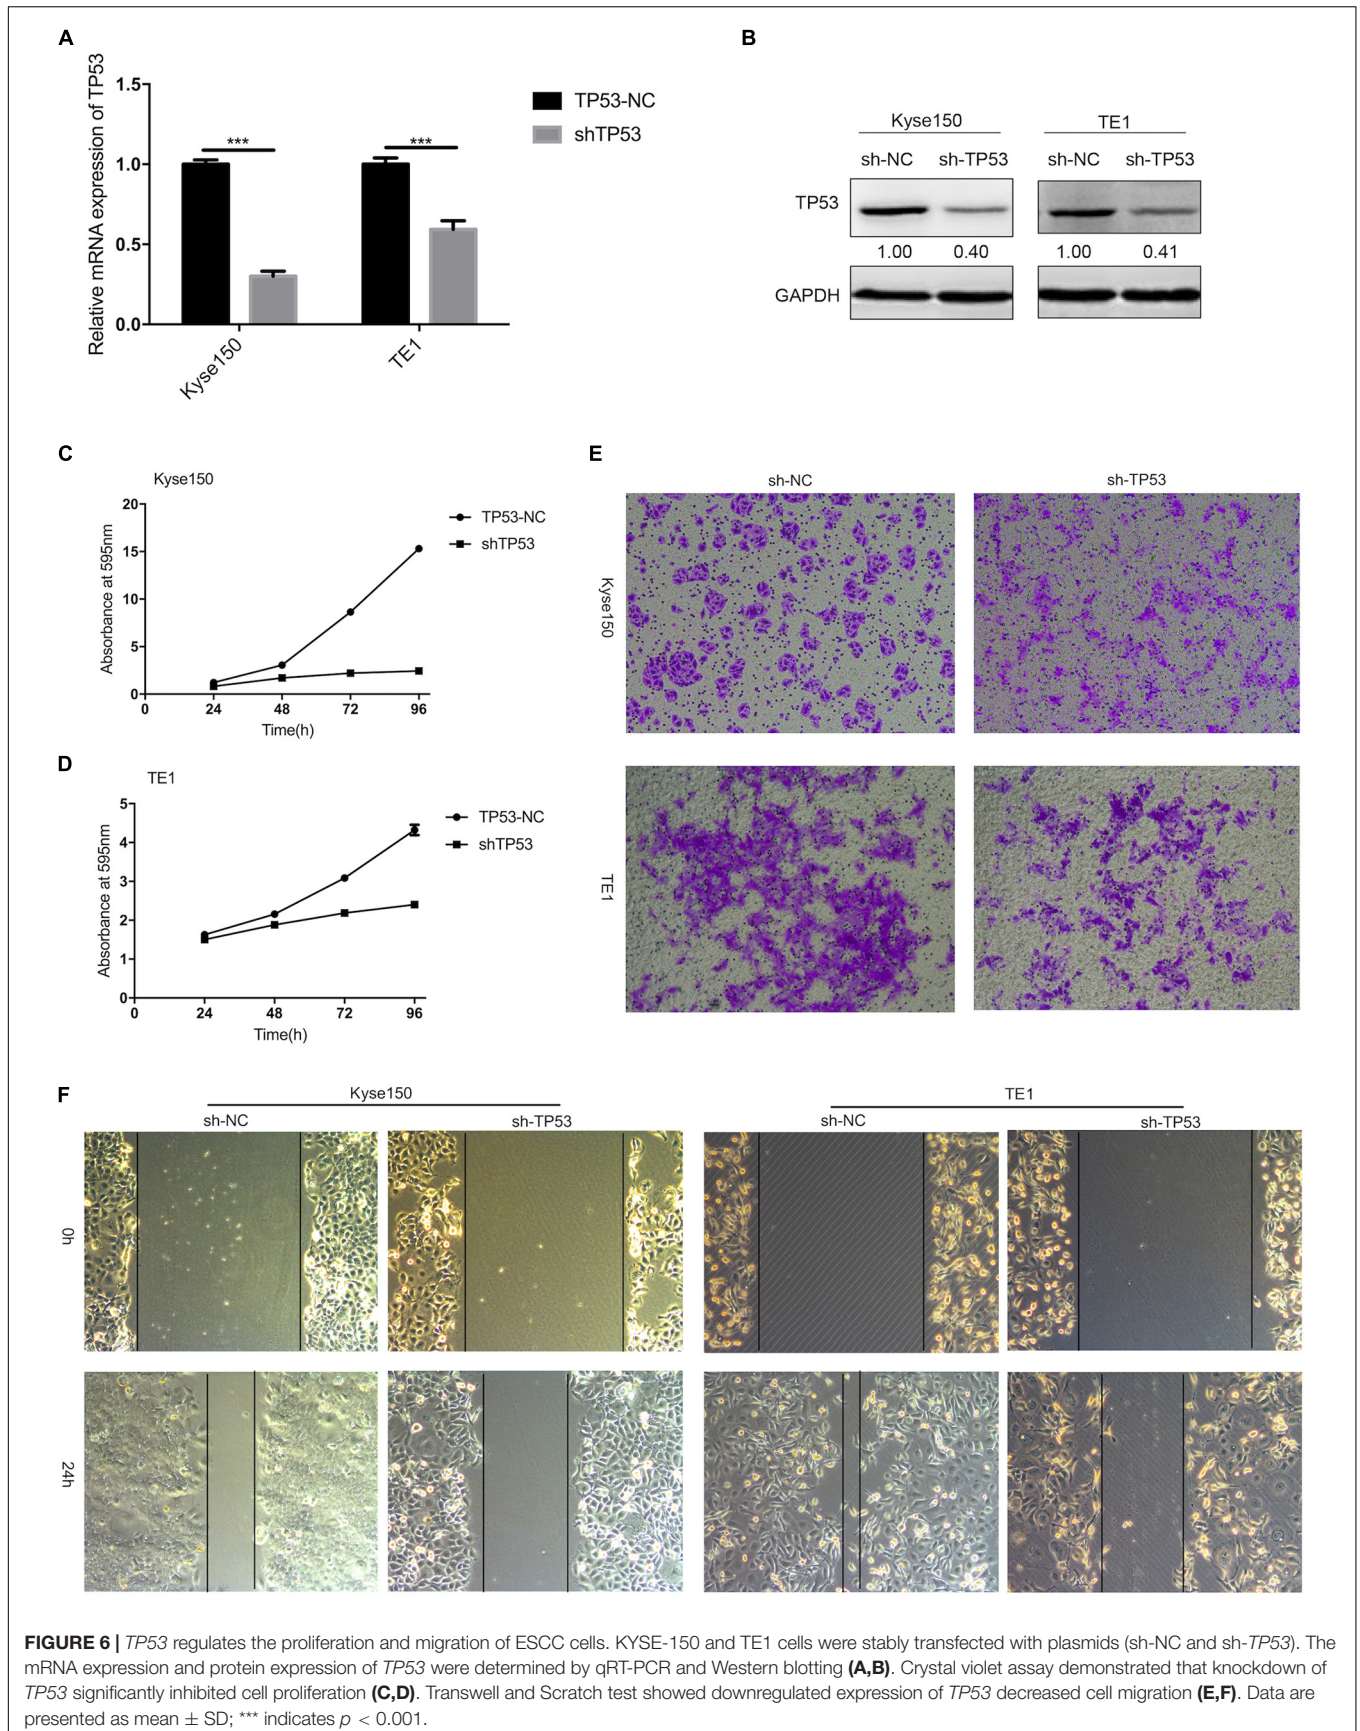 A
Relative mRNA expression of TP53
1.5
1.0
0.5
0.0
***
***
Kyse150
TE1
TP53-NC
shTP53
B
Kyse150
TE1
sh-NC sh-TP53
sh-NC sh-TP53
TP53
1.00 0.40
1.00 0.41
GAPDH
C
Kyse150
Absorbance at 595nm
20
15
10
5
0
0 24 48 72 96
Time(h)
TP53-NC
shTP53
D
TE1
Absorbance at 595nm
5
4
3
2
1
0
0 24 48 72 96
Time(h)
TP53-NC
shTP53
E
sh-NC
sh-TP53
Kyse150
TE1
F
Kyse150
TE1
sh-NC
sh-TP53
sh-NC
sh-TP53
0h
24h
FIGURE 6 | TP53 regulates the proliferation and migration of ESCC cells. KYSE-150 and TE1 cells were stably transfected with plasmids (sh-NC and sh-TP53). The
mRNA expression and protein expression of TP53 were determined by qRT-PCR and Western blotting (A,B). Crystal violet assay demonstrated that knockdown of
TP53 significantly inhibited cell proliferation (C,D). Transwell and Scratch test showed downregulated expression of TP53 decreased cell migration (E,F). Data are
presented as mean ± SD; *** indicates p < 0.001.